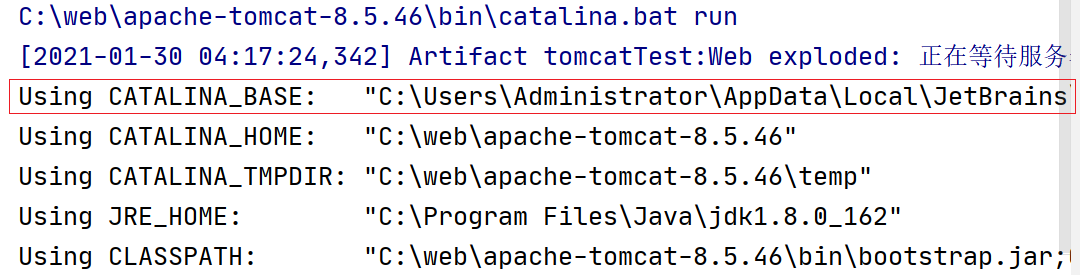 C:\web\apache-tomcat-8.5.46\bin\catalina.bat run
[2021-01-30 04:17:24,342] Artifact tomcatTest:Web exploded: 正在等待服务
Using CATALINA_BASE:   "C:\Users\Administrator\AppData\Local\JetBrains\
Using CATALINA_HOME:   "C:\web\apache-tomcat-8.5.46"
Using CATALINA_TMPDIR: "C:\web\apache-tomcat-8.5.46\temp"
Using JRE_HOME:        "C:\Program Files\Java\jdk1.8.0_162"
Using CLASSPATH:       "C:\web\apache-tomcat-8.5.46\bin\bootstrap.jar;